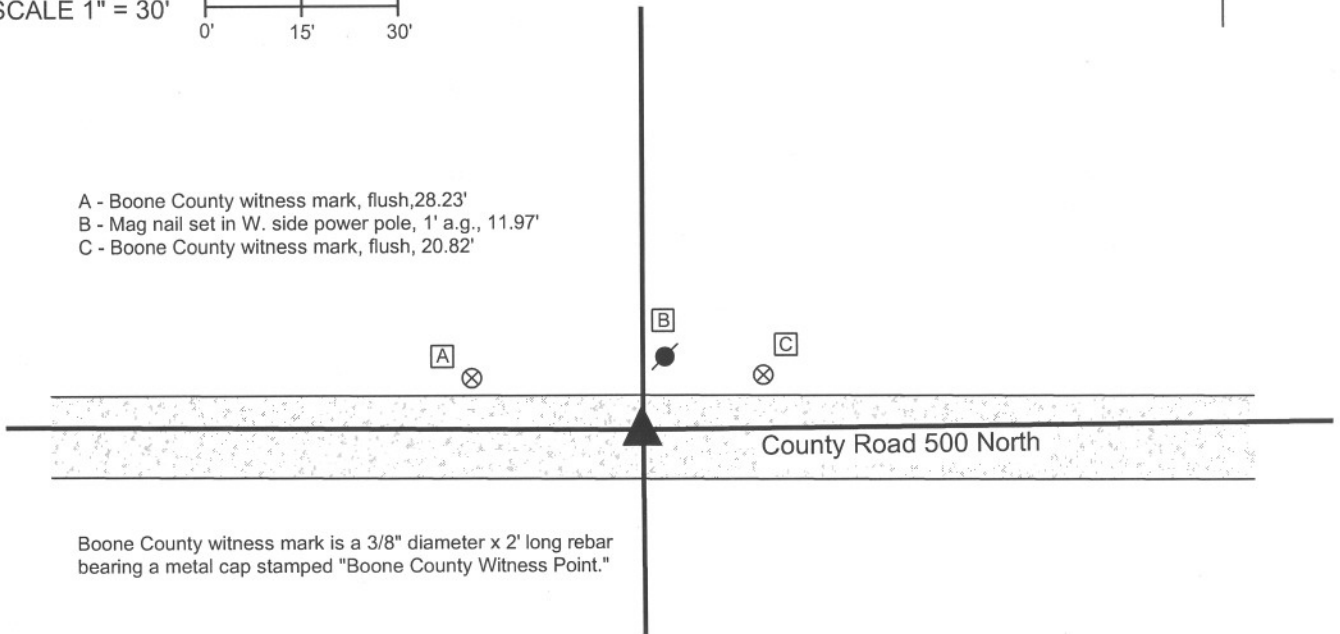 SCALE 1" = 30'
0' 15' 30'
A - Boone County witness mark, flush,28.23'
B - Mag nail set in W. side power pole, 1' a.g., 11.97'
C - Boone County witness mark, flush, 20.82'
B
A
C
County Road 500 North
Boone County witness mark is a 3/8" diameter x 2' long rebar
bearing a metal cap stamped "Boone County Witness Point."